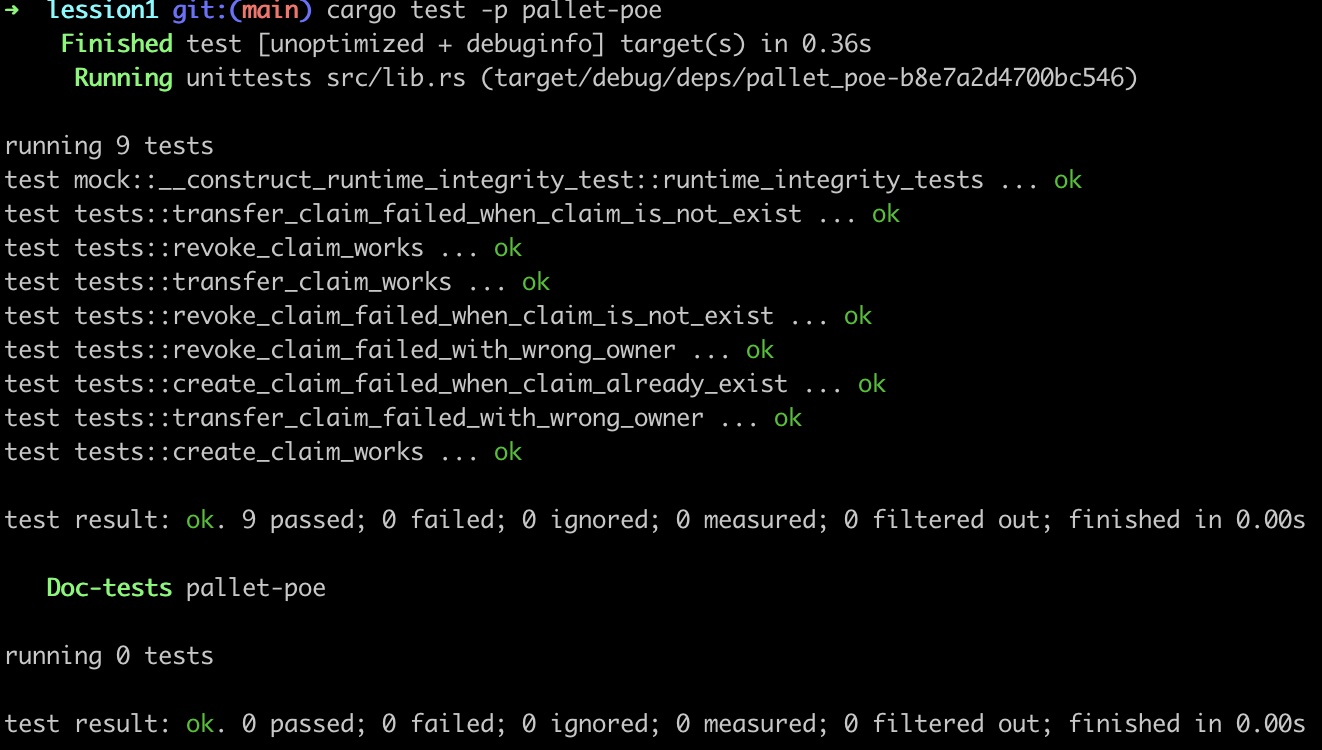 → lession1 git:(main) cargo test -p pallet-poe
Finished test [unoptimized + debuginfo] target(s) in 0.36s
Running unittests src/lib.rs (target/debug/deps/pallet_poe-b8e7a2d4700bc546)
running 9 tests
test mock::__construct_runtime_integrity_test::runtime_integrity_tests ... ok
test tests::transfer_claim_failed_when_claim_is_not_exist ... ok
test tests::revoke_claim_works ... ok
test tests::transfer_claim_works ... ok
test tests::revoke_claim_failed_when_claim_is_not_exist ... ok
test tests::revoke_claim_failed_with_wrong_owner ... ok
test tests::create_claim_failed_when_claim_already_exist ... ok
test tests::transfer_claim_failed_with_wrong_owner ... ok
test tests::create_claim_works ... ok
test result: ok. 9 passed; 0 failed; 0 ignored; 0 measured; 0 filtered out; finished in 0.00s
Doc-tests pallet-poe
running 0 tests
test result: ok. 0 passed; 0 failed; 0 ignored; 0 measured; 0 filtered out; finished in 0.00s